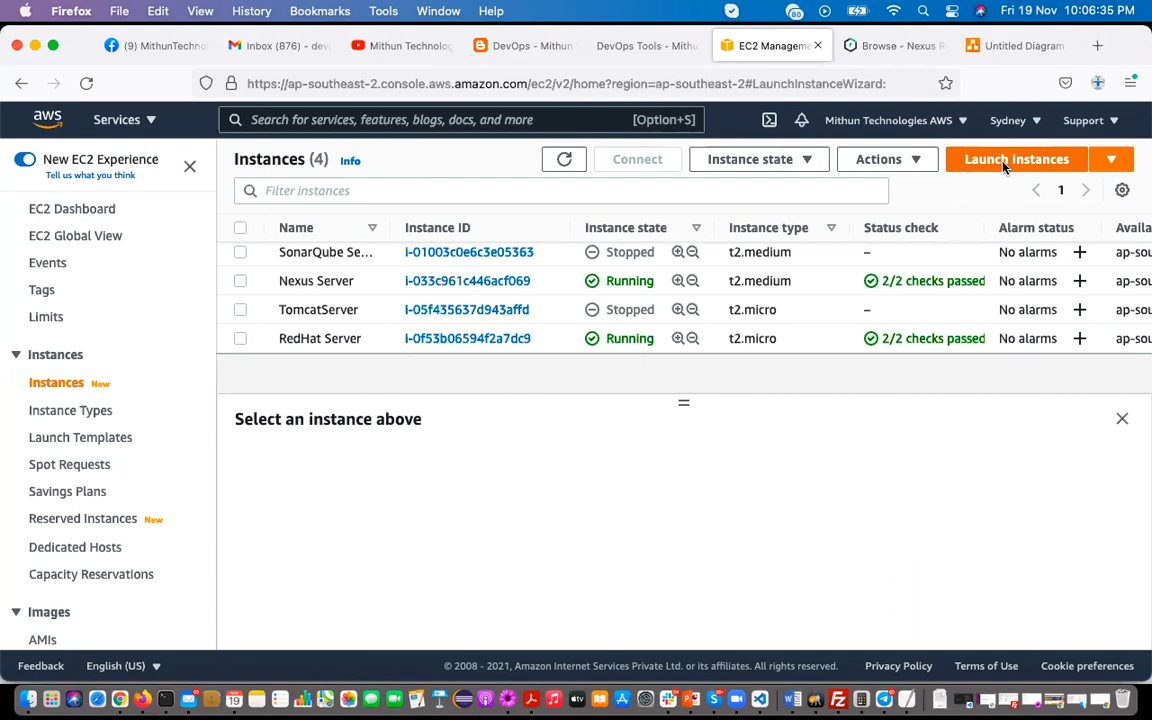 Firefox File Edit View History Bookmarks Tools Window Help Fri 19 Nov 10:06:35 PM
(9) MithunTechno
Inbox (876) - dev
Mithun Technolog
DevOps - Mithun
DevOps Tools - Mithu
EC2 Manageme
Browse - Nexus R
Untitled Diagram
https://ap-southeast-2.console.aws.amazon.com/ec2/v2/home?region=ap-southeast-2#LaunchInstanceWizard:
aws Services Search for services, features, blogs, docs, and more [Option+S] Mithun Technologies AWS Sydney Support
New EC2 Experience
Tell us what you think
EC2 Dashboard
EC2 Global View
Events
Tags
Limits
Instances
Instances New
Instance Types
Launch Templates
Spot Requests
Savings Plans
Reserved Instances New
Dedicated Hosts
Capacity Reservations
Images
AMIs
Instances (4) Info Connect Instance state Actions Launch instances
Filter instances 1
Name Instance ID Instance state Instance type Status check Alarm status Availa
SonarQube Se... i-01003c0e6c3e05363 Stopped t2.medium – No alarms + ap-sou
Nexus Server i-033c961c446acf069 Running t2.medium 2/2 checks passed No alarms + ap-sou
TomcatServer i-05f435637d943affd Stopped t2.micro – No alarms + ap-sou
RedHat Server i-0f53b06594f2a7dc9 Running t2.micro 2/2 checks passed No alarms + ap-sou
Select an instance above
Feedback English (US) © 2008 - 2021, Amazon Internet Services Private Ltd. or its affiliates. All rights reserved. Privacy Policy Terms of Use Cookie preferences